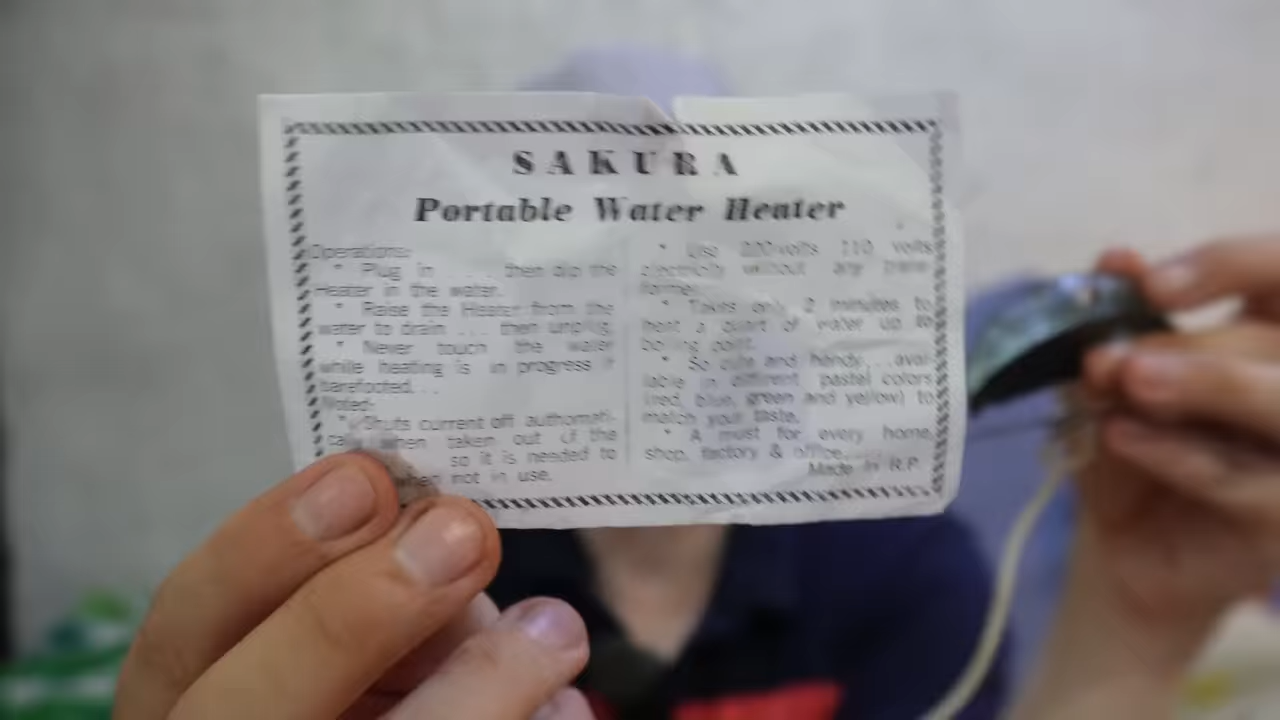 SAKURA
Portable Water Heater
Operations:
* Plug in .... then dip the
Heater in the water.
* Raise the Heater from the
water to drain ... then unplug.
* Never touch the water
while heating is in progress if
barefooted...
Noted:
* Shuts current off authomati-
when taken out of the
so it is needed to
when not in use.
* Use 220 volts 110 volts
electricity without any trans-
former.
* Takes only 2 minutes to
heat a quart of water up to
boiling point.
* So cute and handy...avai-
lable in different pastel colors
(red, blue, green and yellow) to
match your taste.
* A must for every home,
shop, factory & office.....
Made in R.P.